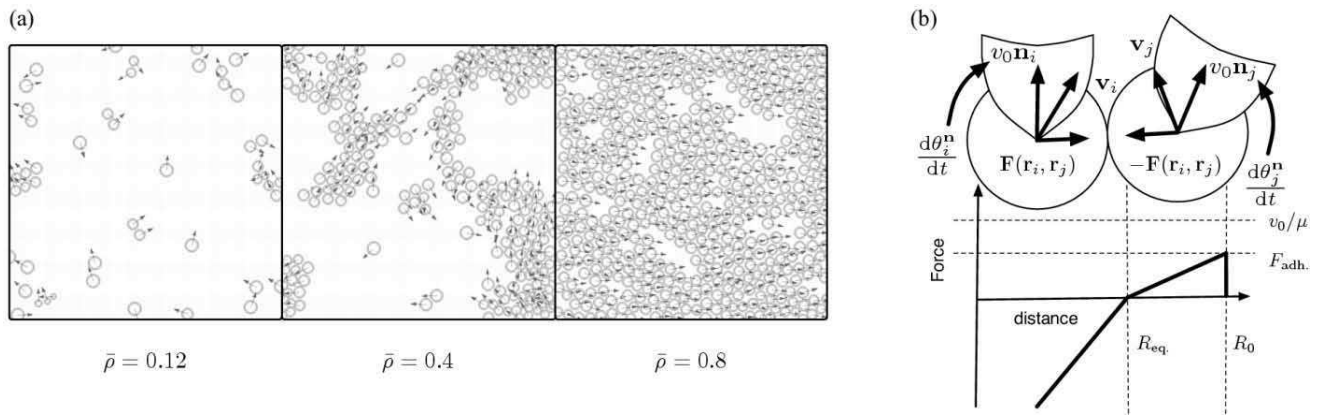 (a)
ρ̄ = 0.12
ρ̄ = 0.4
ρ̄ = 0.8
(b)
v₀nᵢ
vᵢ
vⱼ
v₀nⱼ
dθᵢⁿ/dt
F(rᵢ, rⱼ)
−F(rᵢ, rⱼ)
dθⱼⁿ/dt
v₀/μ
F_adh.
Force
distance
R_eq.
R₀